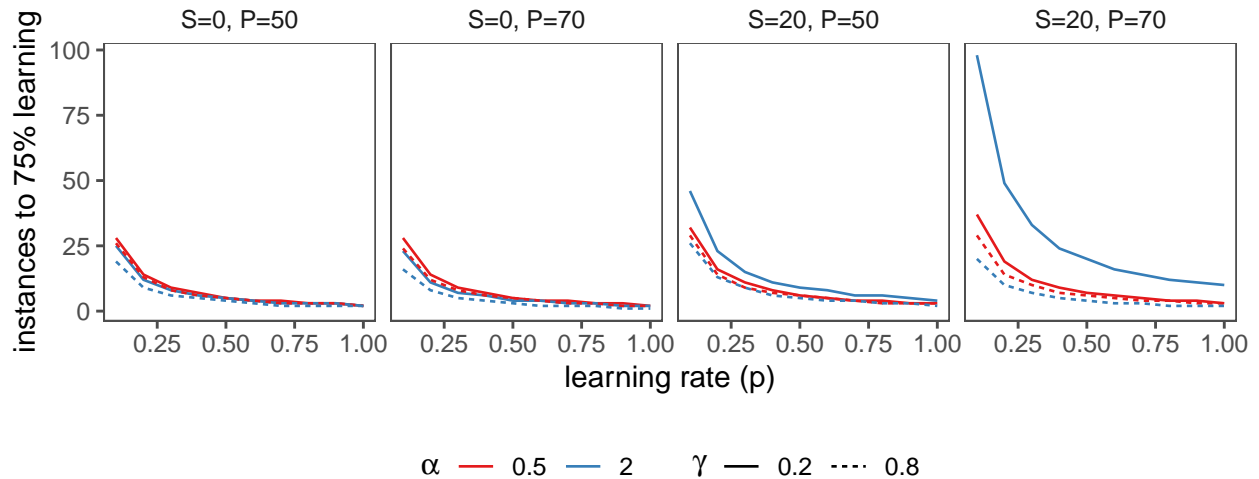 S=0, P=50 S=0, P=70 S=20, P=50 S=20, P=70
instances to 75% learning
100
75
50
25
0
0.25 0.50 0.75 1.00 0.25 0.50 0.75 1.00 0.25 0.50 0.75 1.00 0.25 0.50 0.75 1.00
learning rate (p)
α 0.5 2 γ 0.2 0.8